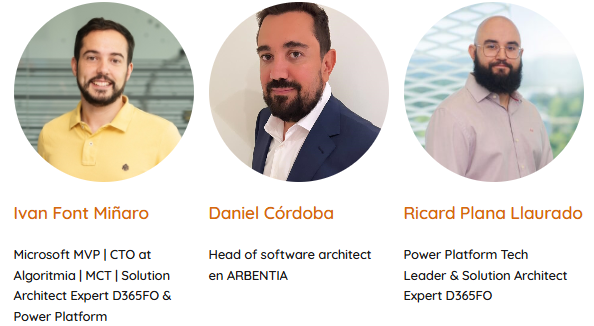 Ivan Font Miñaro
Microsoft MVP | CTO at
Algoritmia | MCT | Solution
Architect Expert D365FO &
Power Platform
Daniel Córdoba
Head of software architect
en ARBENTIA
Ricard Plana Llaurado
Power Platform Tech
Leader & Solution Architect
Expert D365FO